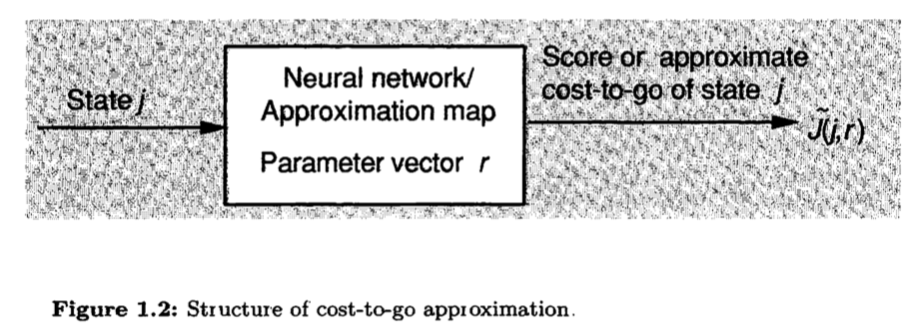 State j
Neural network/
Approximation map
Parameter vector r
Score or approximate
cost-to-go of state j
J̃(j,r)
Figure 1.2: Structure of cost-to-go approximation.